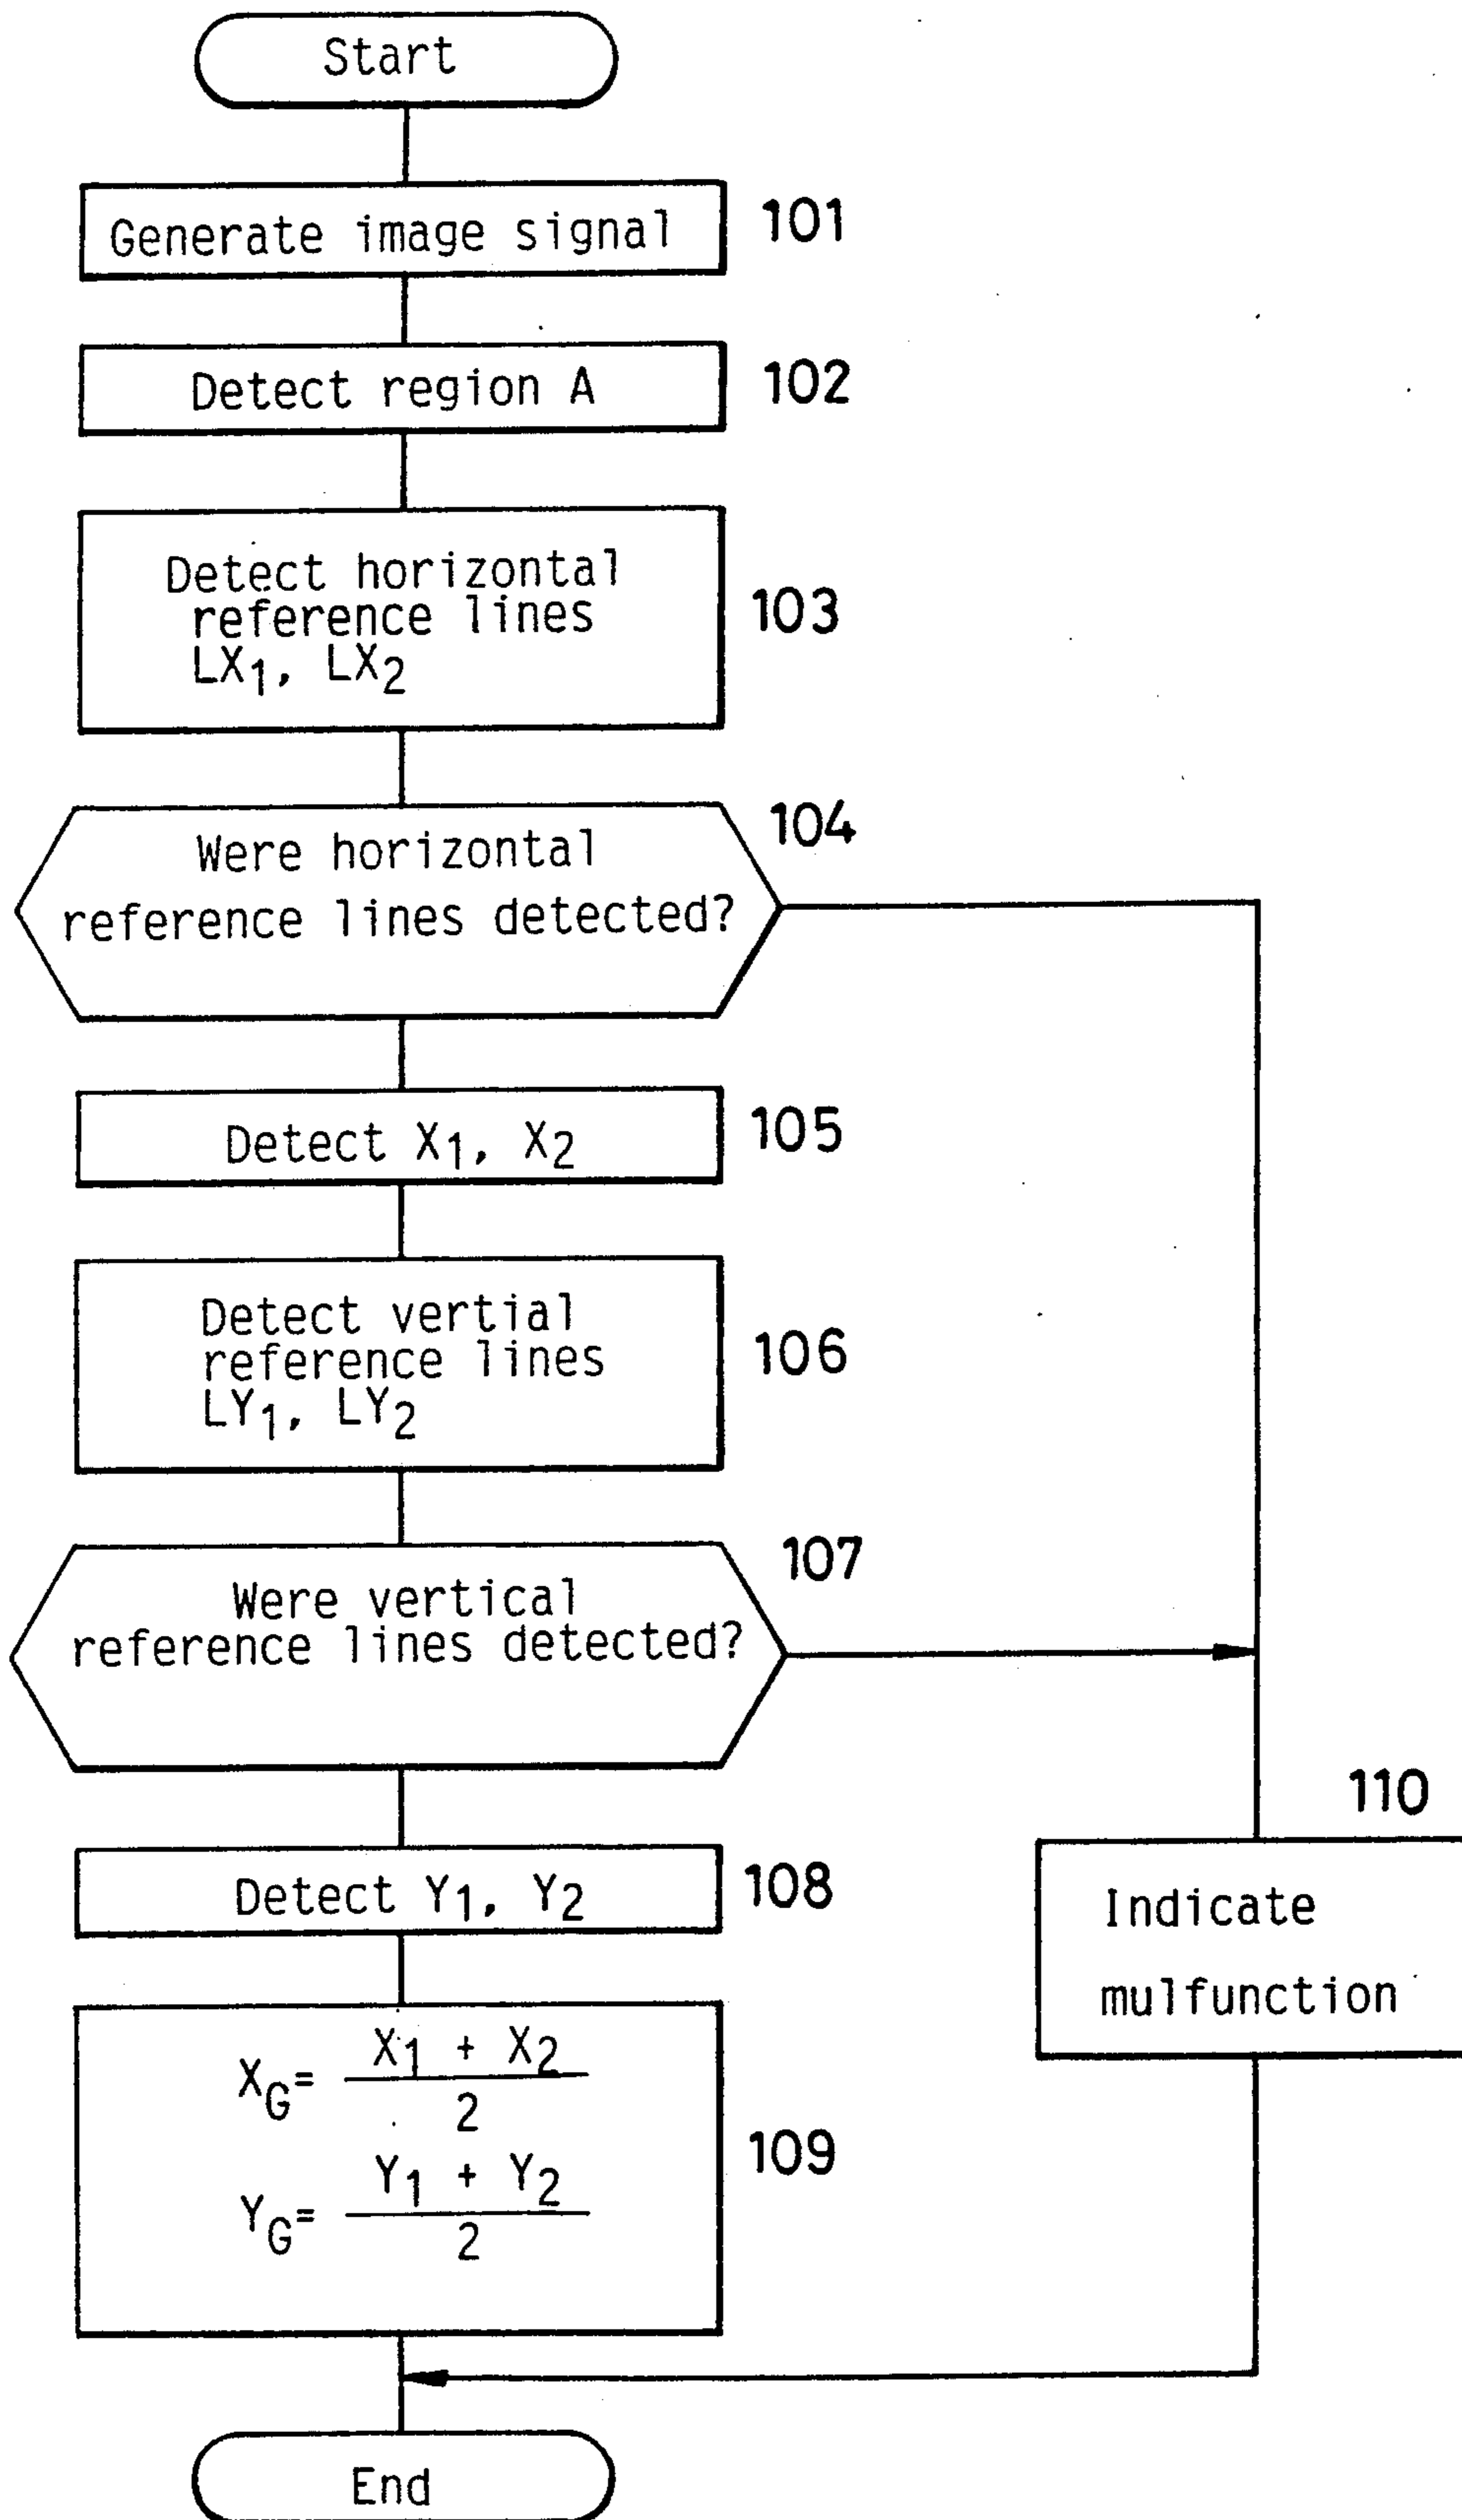 Start
Generate image signal
101
Detect region A
102
Detect horizontal
reference lines
LX1, LX2
103
104
Were horizontal
reference lines detected?
Detect X1, X2
105
Detect vertial
reference lines
LY1, LY2
106
107
Were vertical
reference lines detected?
Detect Y1, Y2
108
110
Indicate
mulfunction
XG= X1 + X2
2
YG= Y1 + Y2
2
109
End